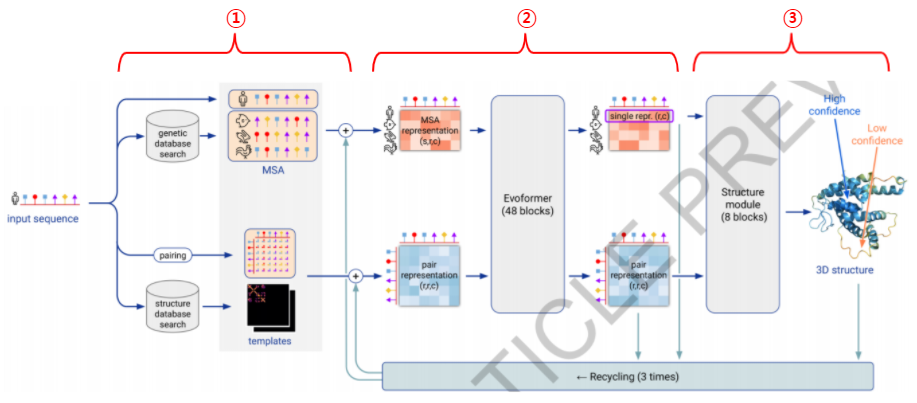 ①
②
③
input sequence
genetic
database
search
MSA
pairing
structure
database
search
templates
+
+
MSA
representation
(s,r,c)
pair
representation
(r,r,c)
Evoformer
(48 blocks)
single repr. (r,c)
pair
representation
(r,r,c)
Structure
module
(8 blocks)
High
confidence
Low
confidence
3D structure
← Recycling (3 times)
TICLE PREV